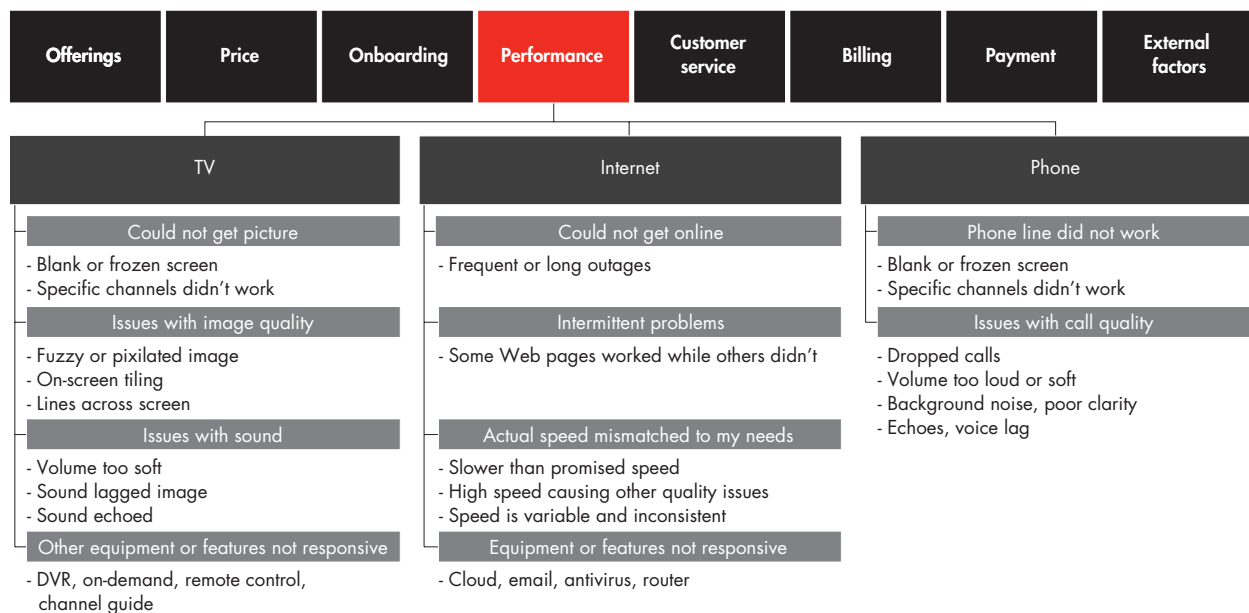 Offerings
Price
Onboarding
Performance
Customer
service
Billing
Payment
External
factors
TV
Could not get picture
- Blank or frozen screen
- Specific channels didn't work
Issues with image quality
- Fuzzy or pixilated image
- On-screen tiling
- Lines across screen
Issues with sound
- Volume too soft
- Sound lagged image
- Sound echoed
Other equipment or features not responsive
- DVR, on-demand, remote control,
channel guide
Internet
Could not get online
- Frequent or long outages
Intermittent problems
- Some Web pages worked while others didn't
Actual speed mismatched to my needs
- Slower than promised speed
- High speed causing other quality issues
- Speed is variable and inconsistent
Equipment or features not responsive
- Cloud, email, antivirus, router
Phone
Phone line did not work
- Blank or frozen screen
- Specific channels didn't work
Issues with call quality
- Dropped calls
- Volume too loud or soft
- Background noise, poor clarity
- Echoes, voice lag